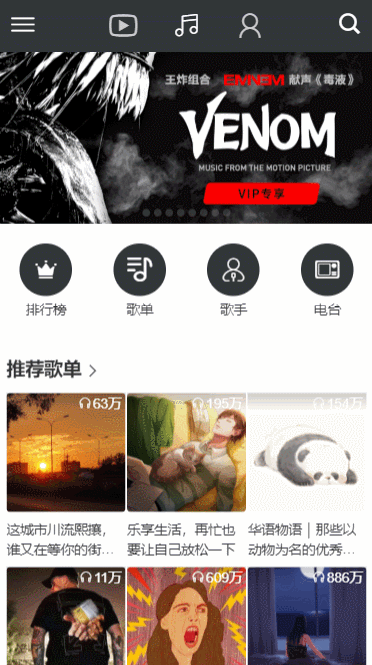 王炸组合 EMINEM 献声《毒液》
VENOM
MUSIC FROM THE MOTION PICTURE
VIP专享
排行榜
歌单
歌手
电台
推荐歌单
63万
195万
154万
这城市川流熙攘，
谁又在等你的街…
乐享生活，再忙也
要让自己放松一下
华语物语｜那些以
动物为名的优秀…
11万
609万
886万